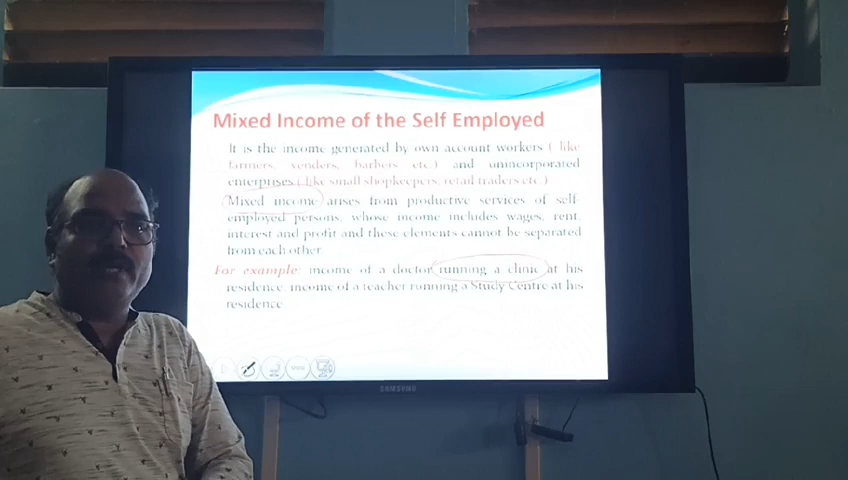 Mixed Income of the Self Employed
It is the income generated by own account workers ( like
farmers, venders, barbers etc.) and unincorporated
enterprises ( like small shopkeepers, retail traders etc.)
Mixed income arises from productive services of self-
employed persons, whose income includes wages, rent,
interest and profit and these elements cannot be separated
from each other.
For example: income of a doctor running a clinic at his
residence, income of a teacher running a Study Centre at his
residence
SAMSUNG